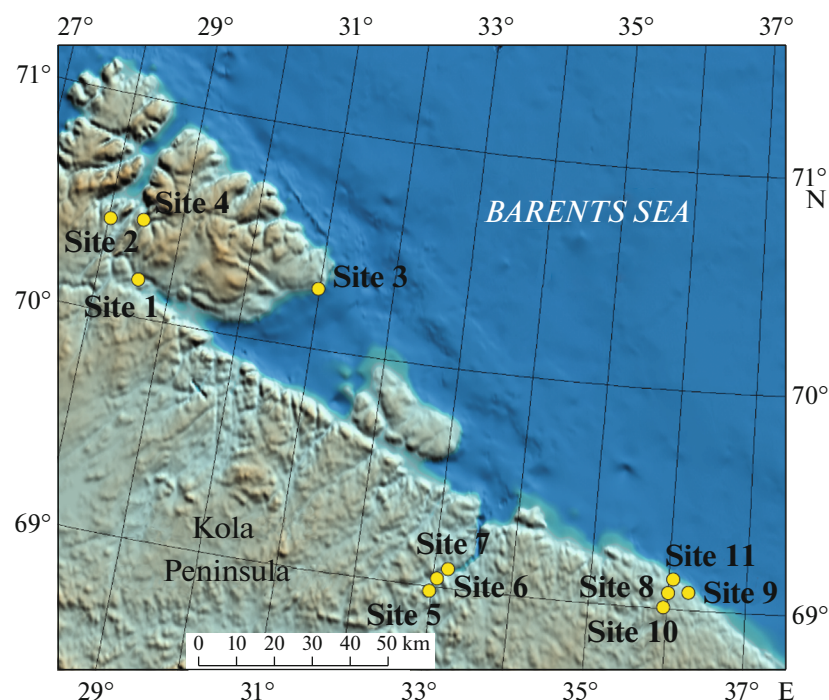 27° 29° 31° 33° 35° 37°
71°
71°
N
BARENTS SEA
Site 4
Site 2
Site 3
70°
Site 1
70°
69°
Kola
Peninsula
Site 7
Site 6
Site 5
Site 11
Site 8
Site 9
Site 10
69°
0 10 20 30 40 50 km
29° 31° 33° 35° 37° E